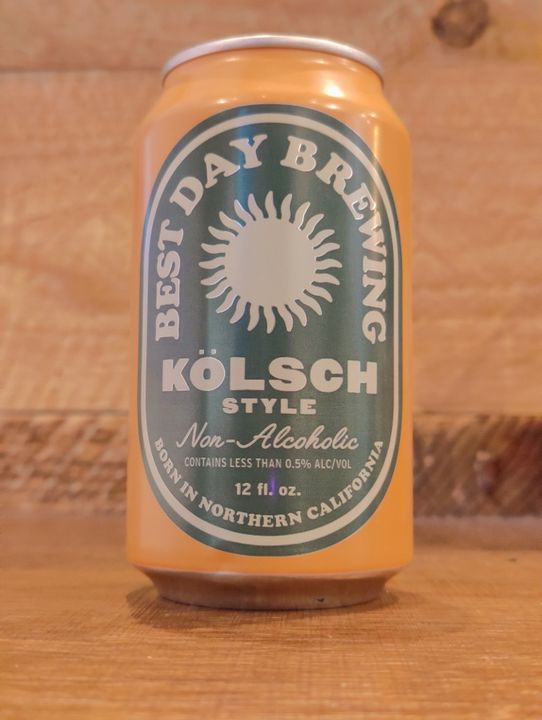 BEST DAY BREWING
KÖLSCH
STYLE
Non-Alcoholic
CONTAINS LESS THAN 0.5% ALC/VOL
12 fl. oz.
BORN IN NORTHERN CALIFORNIA